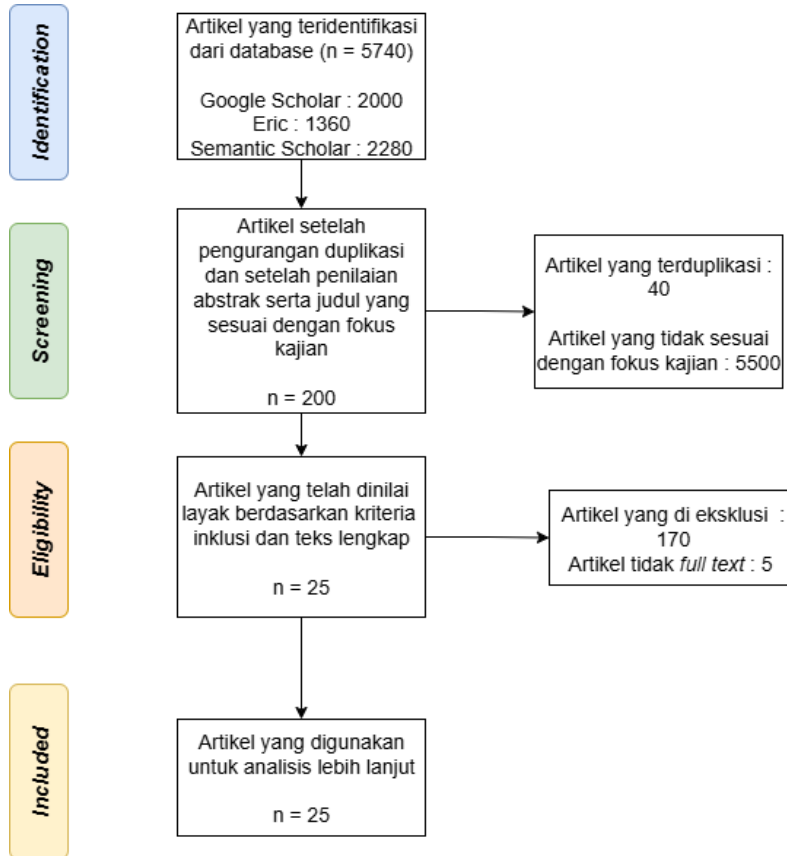 Identification
Artikel yang teridentifikasi
dari database (n = 5740)
Google Scholar : 2000
Eric : 1360
Semantic Scholar : 2280
Screening
Artikel setelah
pengurangan duplikasi
dan setelah penilaian
abstrak serta judul yang
sesuai dengan fokus
kajian
n = 200
Artikel yang terduplikasi :
40
Artikel yang tidak sesuai
dengan fokus kajian : 5500
Eligibility
Artikel yang telah dinilai
layak berdasarkan kriteria
inklusi dan teks lengkap
n = 25
Artikel yang di eksklusi :
170
Artikel tidak full text : 5
Included
Artikel yang digunakan
untuk analisis lebih lanjut
n = 25